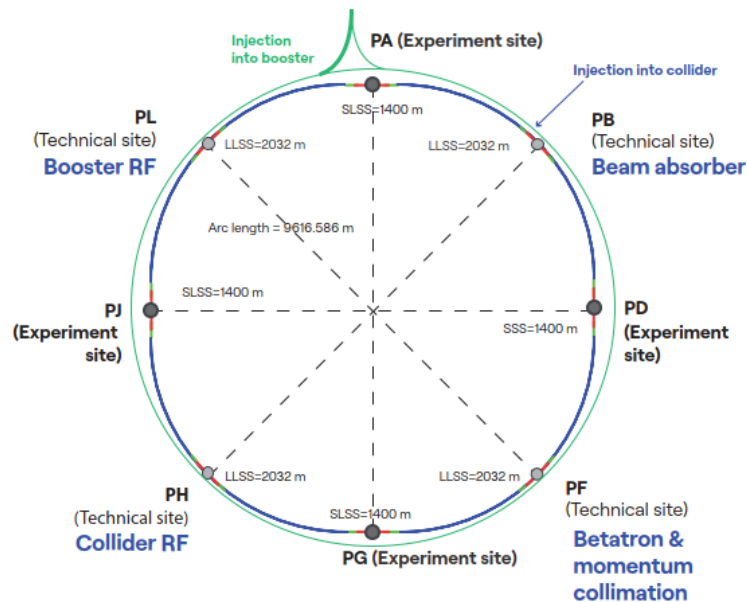 Injection
into booster
PA (Experiment site)
Injection into collider
SLSS=1400 m
PL
(Technical site)
Booster RF
LLSS=2032 m
LLSS=2032 m
PB
(Technical site)
Beam absorber
Arc length = 9616.586 m
SLSS=1400 m
PJ
(Experiment
site)
SSS=1400 m
PD
(Experiment
site)
PH
(Technical site)
Collider RF
LLSS=2032 m
LLSS=2032 m
SLSS=1400 m
PG (Experiment site)
PF
(Technical site)
Betatron &
momentum
collimation